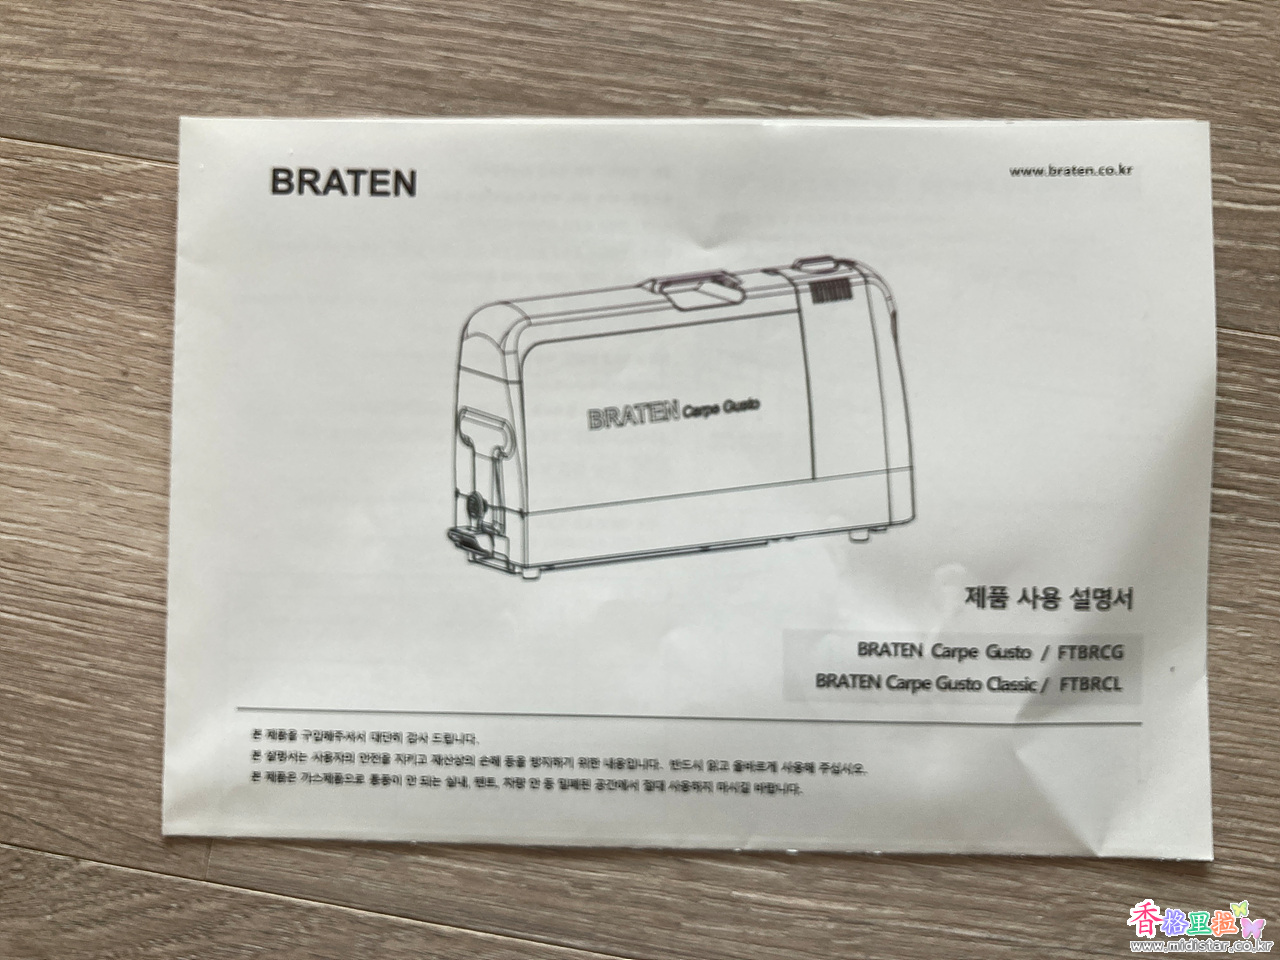 BRATEN
www.braten.co.kr
BRATEN Carpe Gusto
제품 사용 설명서
BRATEN Carpe Gusto / FTBRCG
BRATEN Carpe Gusto Classic / FTBRCL
본 제품을 구입해주셔서 대단히 감사 드립니다.
본 설명서는 사용자의 안전을 지키고 재산상의 손해 등을 방지하기 위한 내용입니다. 반드시 읽고 올바르게 사용해 주십시오.
본 제품은 가스제품으로 통풍이 안 되는 실내, 텐트, 차량 안 등 밀폐된 공간에서 절대 사용하지 마시길 바랍니다.
香格里拉
www.midistar.co.kr